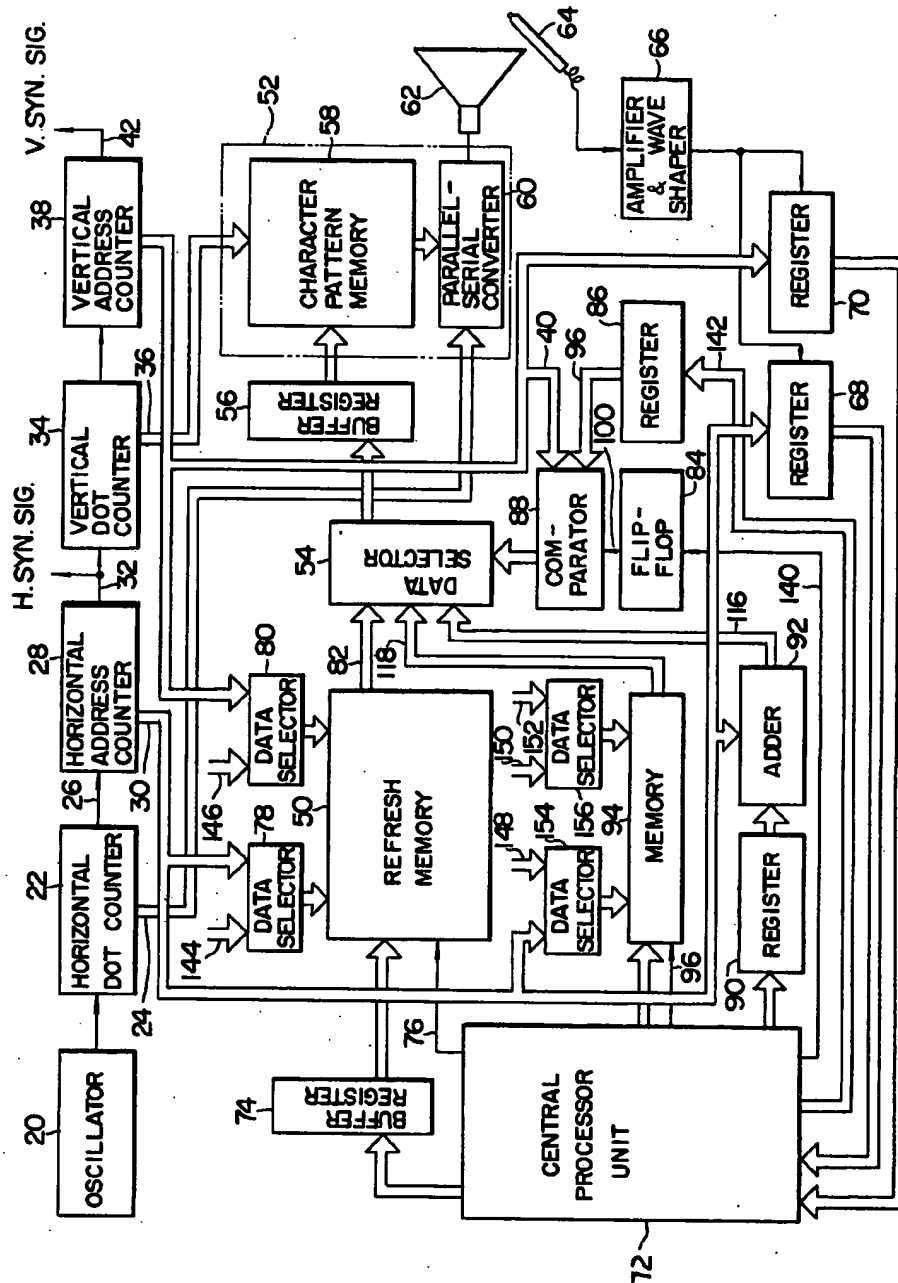 H. SYN. SIG.
V. SYN. SIG.
20
OSCILLATOR
22
HORIZONTAL
DOT COUNTER
24
26
28
HORIZONTAL
ADDRESS
COUNTER
30
32
34
VERTICAL
DOT
COUNTER
36
38
VERTICAL
ADDRESS
COUNTER
42
144
78
DATA
SELECTOR
146
80
DATA
SELECTOR
50
REFRESH
MEMORY
82
118
54
DATA
SELECTOR
56
BUFFER
REGISTER
52
58
CHARACTER
PATTERN
MEMORY
PARALLEL-
SERIAL
CONVERTER
60
62
64
66
AMPLIFIER
& WAVE
SHAPER
74
BUFFER
REGISTER
76
148
154
DATA
SELECTOR
150
152
DATA
SELECTOR
156
94
MEMORY
96
88
COM-
PARATOR
40
96
86
REGISTER
100
FLIP-
FLOP
84
142
72
CENTRAL
PROCESSOR
UNIT
90
REGISTER
ADDER
92
116
140
REGISTER
68
REGISTER
70